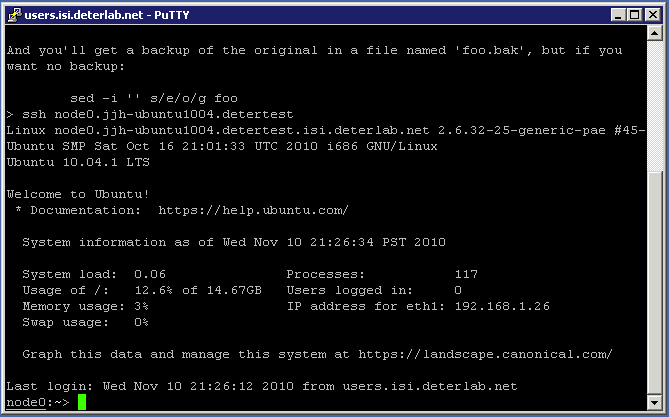 users.isi.deterlab.net - PuTTY
And you'll get a backup of the original in a file named 'foo.bak', but if you
want no backup:
sed -i '' s/e/o/g foo
> ssh node0.jjh-ubuntu1004.detertest
Linux node0.jjh-ubuntu1004.detertest.isi.deterlab.net 2.6.32-25-generic-pae #45-
Ubuntu SMP Sat Oct 16 21:01:33 UTC 2010 i686 GNU/Linux
Ubuntu 10.04.1 LTS
Welcome to Ubuntu!
* Documentation:  https://help.ubuntu.com/
System information as of Wed Nov 10 21:26:34 PST 2010
System load:  0.06              Processes:           117
Usage of /:   12.6% of 14.67GB   Users logged in:     0
Memory usage: 3%                IP address for eth1: 192.168.1.26
Swap usage:   0%
Graph this data and manage this system at https://landscape.canonical.com/
Last login: Wed Nov 10 21:26:12 2010 from users.isi.deterlab.net
node0:~>